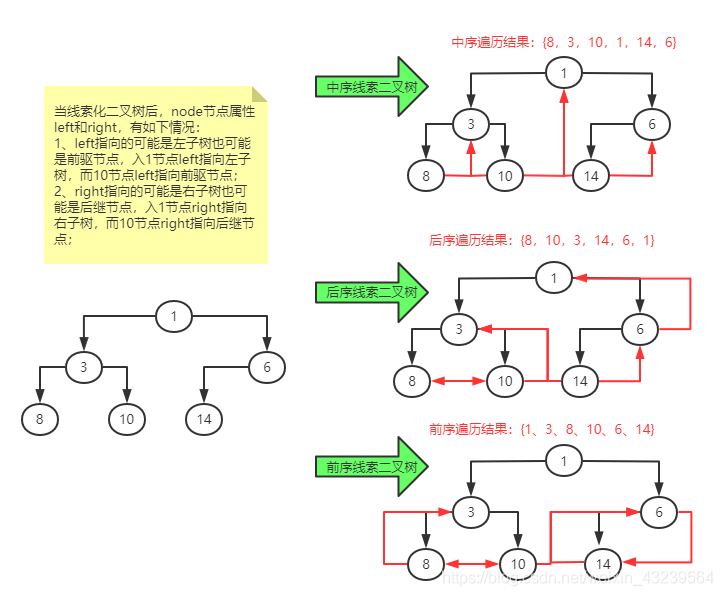 中序遍历结果：{8，3，10，1，14，6}
中序线索二叉树
1
3
6
8
10
14
当线索化二叉树后，node节点属性
left和right，有如下情况：
1、left指向的可能是左子树也可能
是前驱节点，入1节点left指向左子
树，而10节点left指向前驱节点；
2、right指向的可能是右子树也可
能是后继节点，入1节点right指向
右子树，而10节点right指向后继节
点；
后序遍历结果：{8，10，3，14，6，1}
后序线索二叉树
1
3
6
8
10
14
1
3
6
8
10
14
前序遍历结果：{1、3、8、10、6、14}
前序线索二叉树
1
3
6
8
10
14
https://blog.csdn.net/weixin_43239564